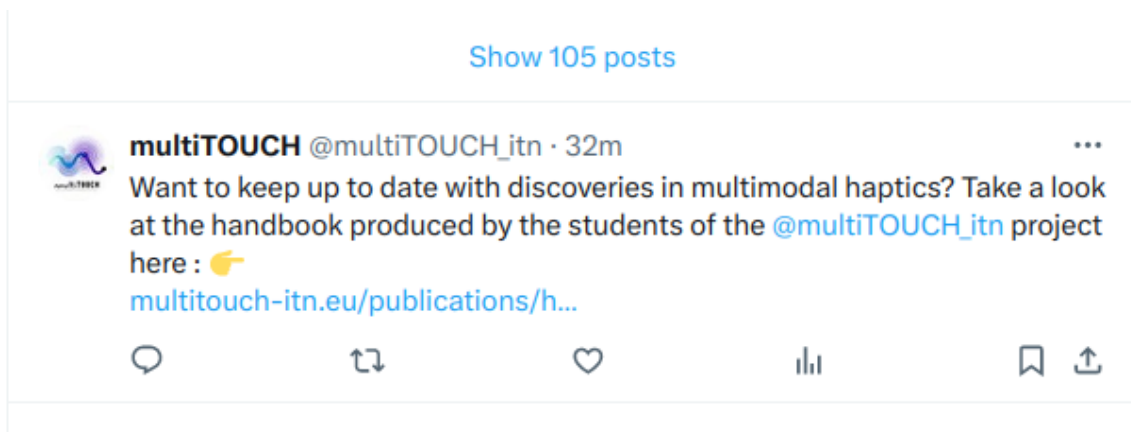 Show 105 posts
multiTOUCH @multiTOUCH_itn · 32m
Want to keep up to date with discoveries in multimodal haptics? Take a look
at the handbook produced by the students of the @multiTOUCH_itn project
here : 👉
multitouch-itn.eu/publications/h...
multiTOUCH